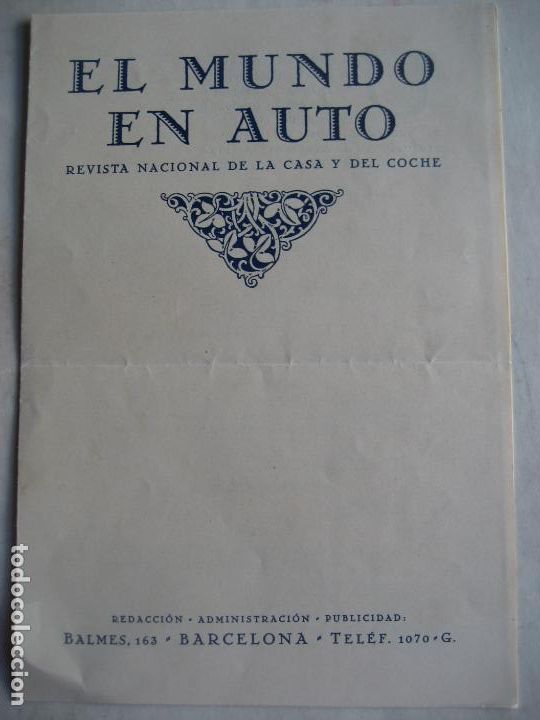 EL MUNDO
EN AUTO
REVISTA NACIONAL DE LA CASA Y DEL COCHE
REDACCIÓN - ADMINISTRACIÓN - PUBLICIDAD:
BALMES, 163 - BARCELONA - TELÉF. 1070-G.
todocoleccion.net